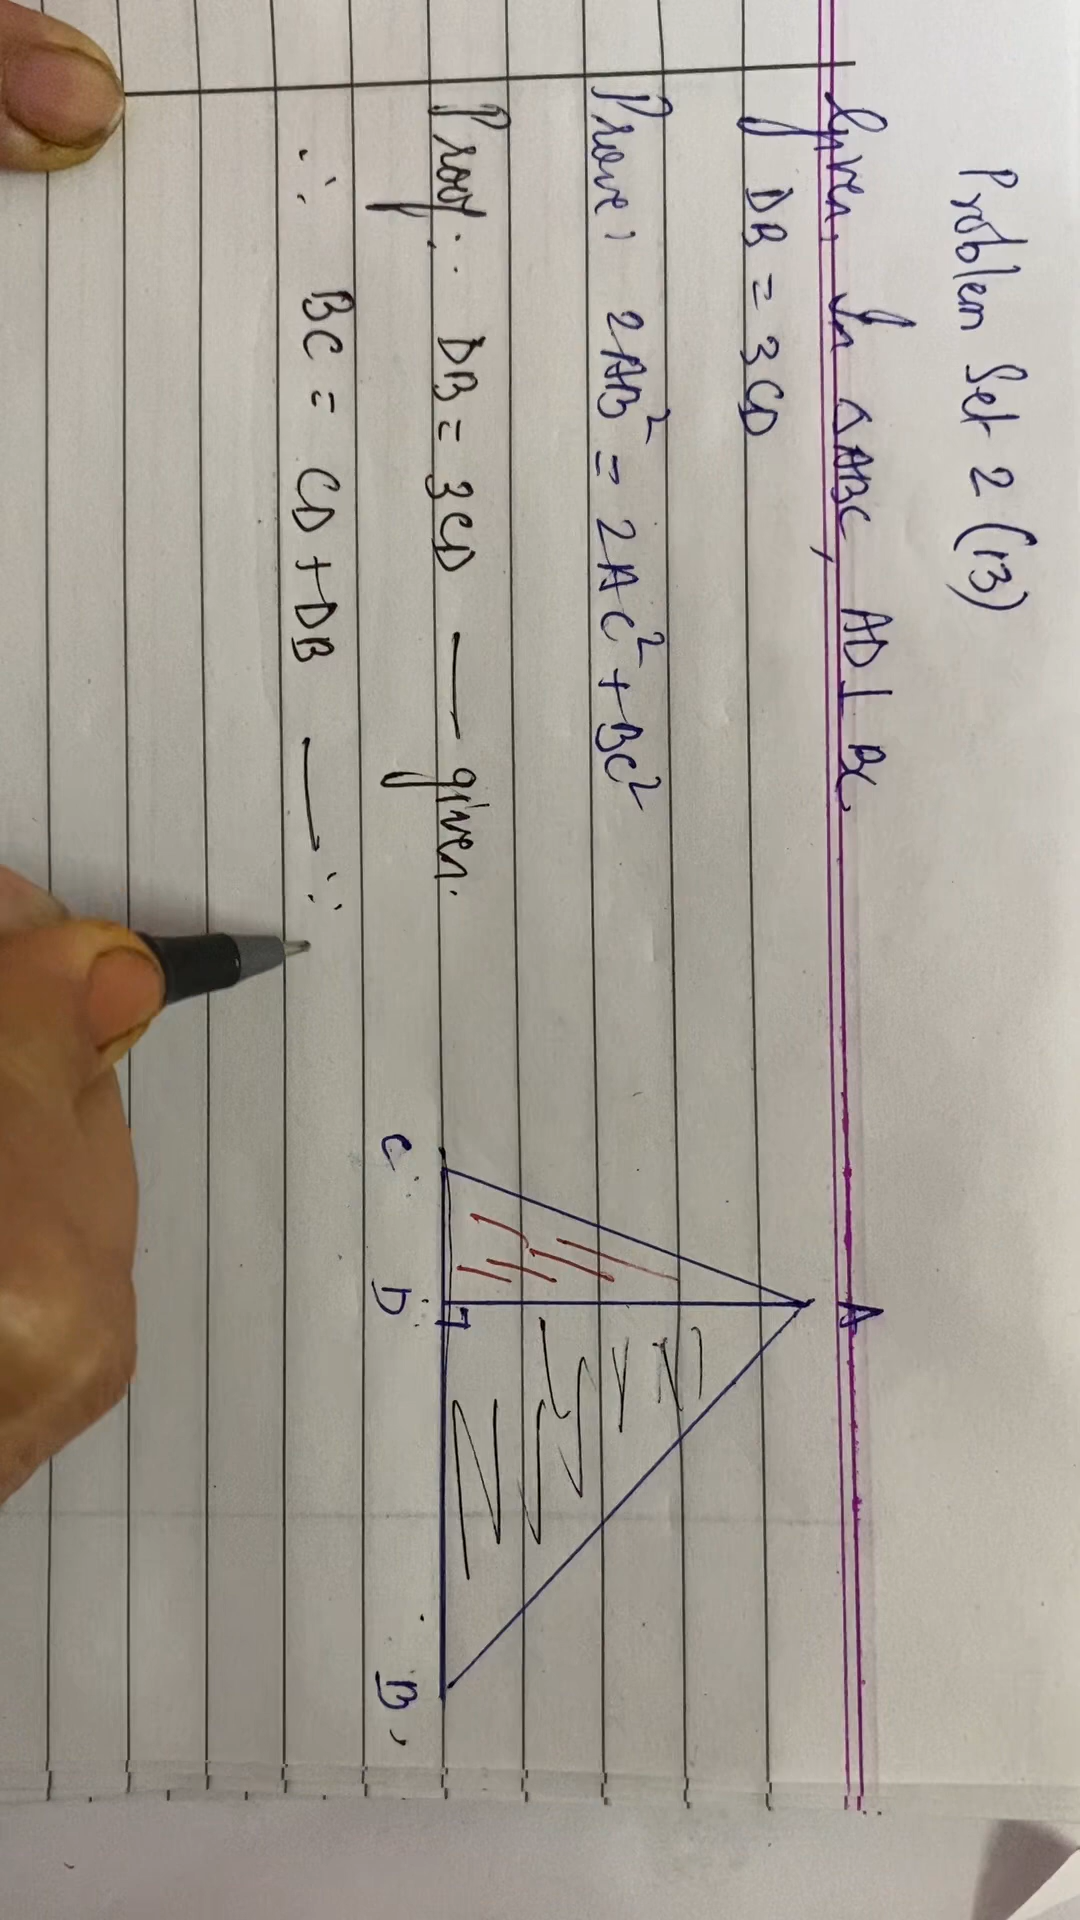 Problem Set 2 (13)
Given, In △ABC, AD ⊥ BC,
DB = 3CD
Prove: 2AB² = 2AC² + BC²
Proof: DB = 3CD — given.
∴ BC = CD + DB — ∵
A
C D B